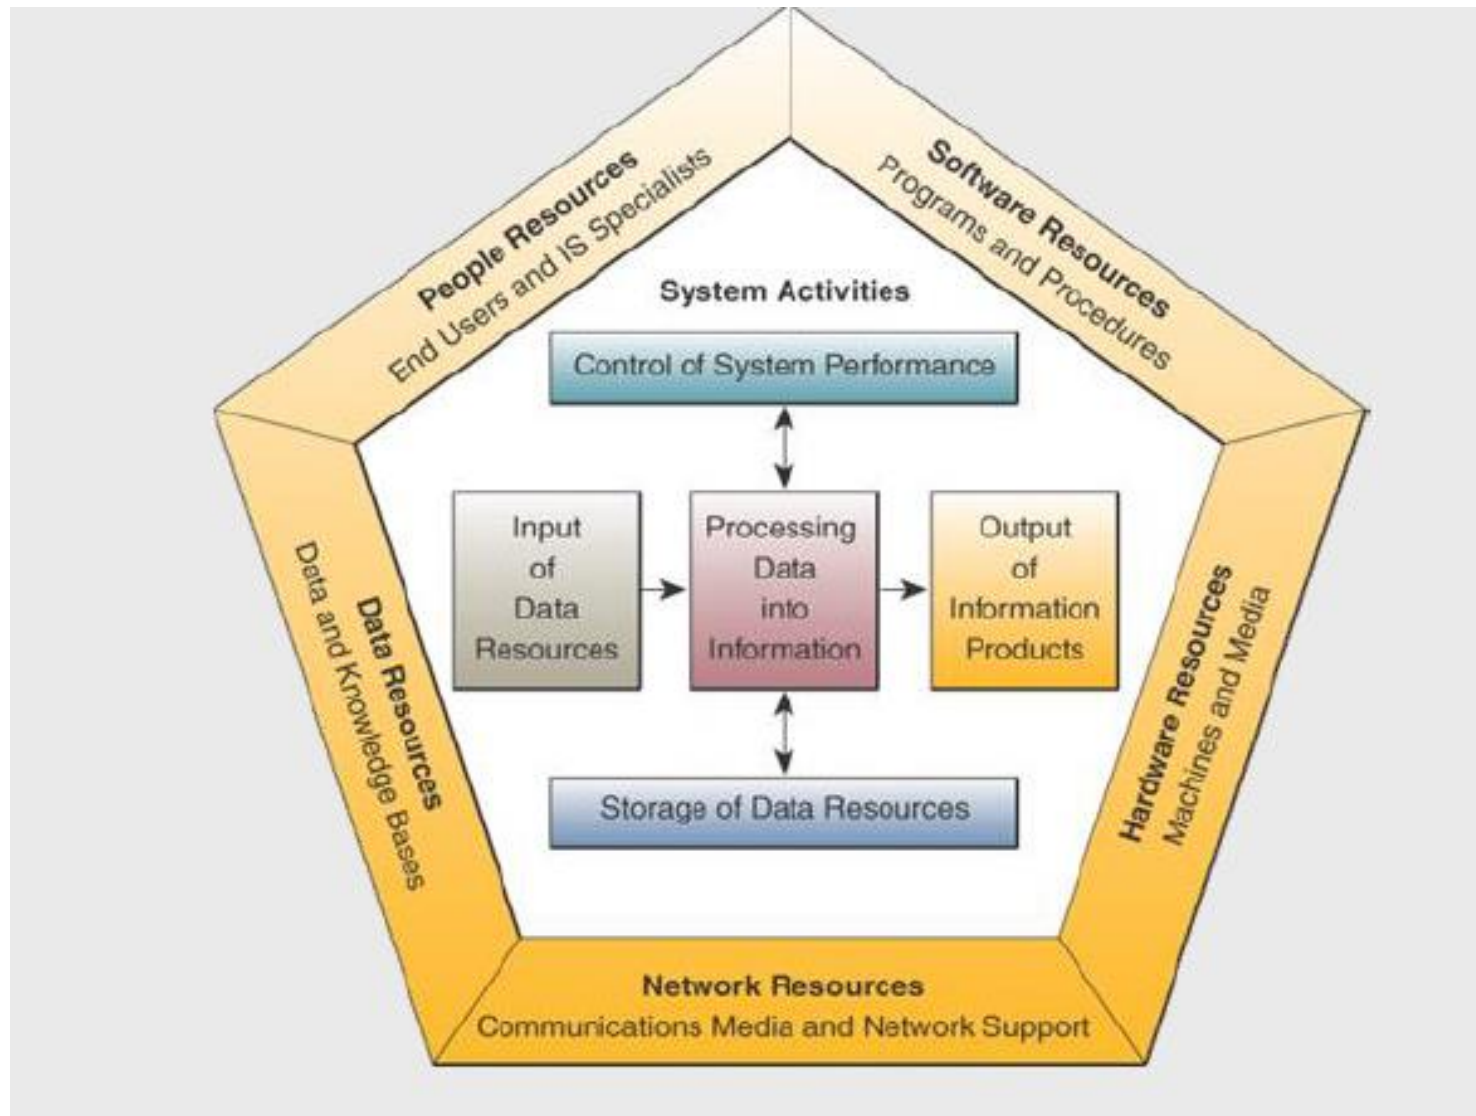 People Resources
End Users and IS Specialists
Software Resources
Programs and Procedures
System Activities
Control of System Performance
Input
of
Data
Resources
Processing
Data
into
Information
Output
of
Information
Products
Storage of Data Resources
Data Resources
Data and Knowledge Bases
Hardware Resources
Machines and Media
Network Resources
Communications Media and Network Support